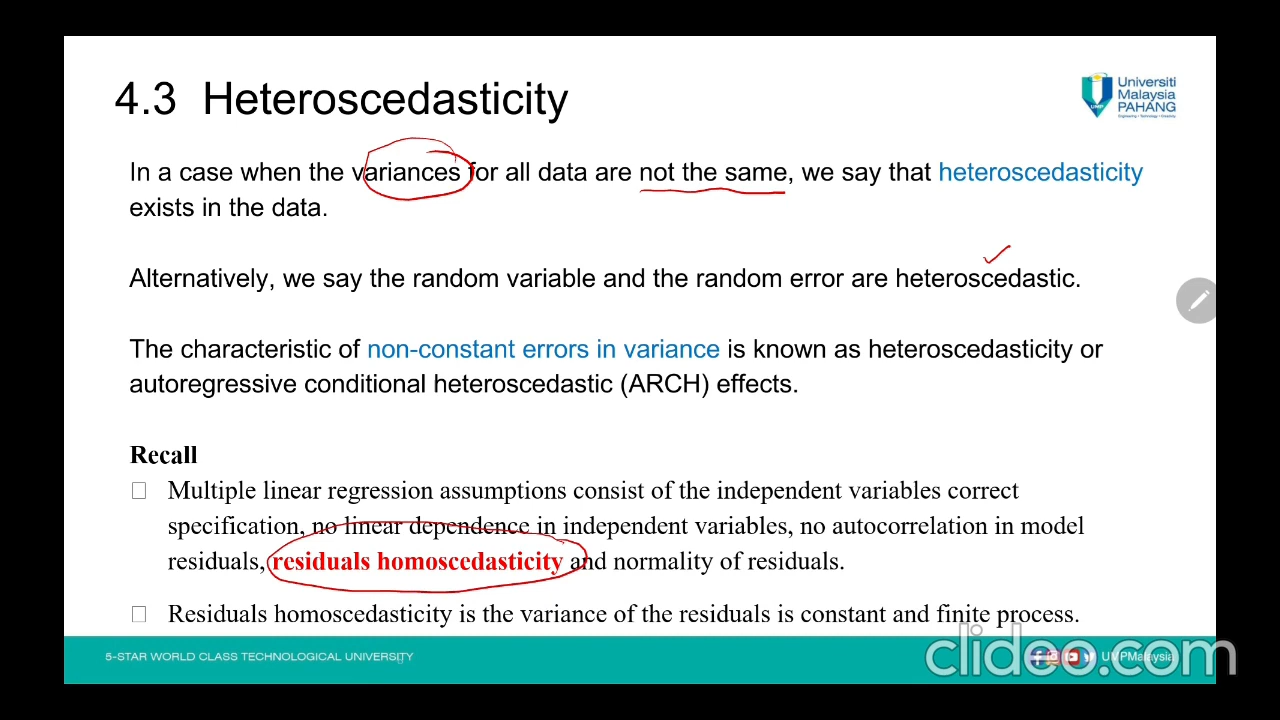 4.3 Heteroscedasticity
Universiti
Malaysia
PAHANG
Engineering • Technology • Creativity
UMP
In a case when the variances for all data are not the same, we say that heteroscedasticity
exists in the data.
Alternatively, we say the random variable and the random error are heteroscedastic.
The characteristic of non-constant errors in variance is known as heteroscedasticity or
autoregressive conditional heteroscedastic (ARCH) effects.
Recall
Multiple linear regression assumptions consist of the independent variables correct
specification, no linear dependence in independent variables, no autocorrelation in model
residuals, residuals homoscedasticity and normality of residuals.
Residuals homoscedasticity is the variance of the residuals is constant and finite process.
5-STAR WORLD CLASS TECHNOLOGICAL UNIVERSITY
UMPMalaysia
clideo.com